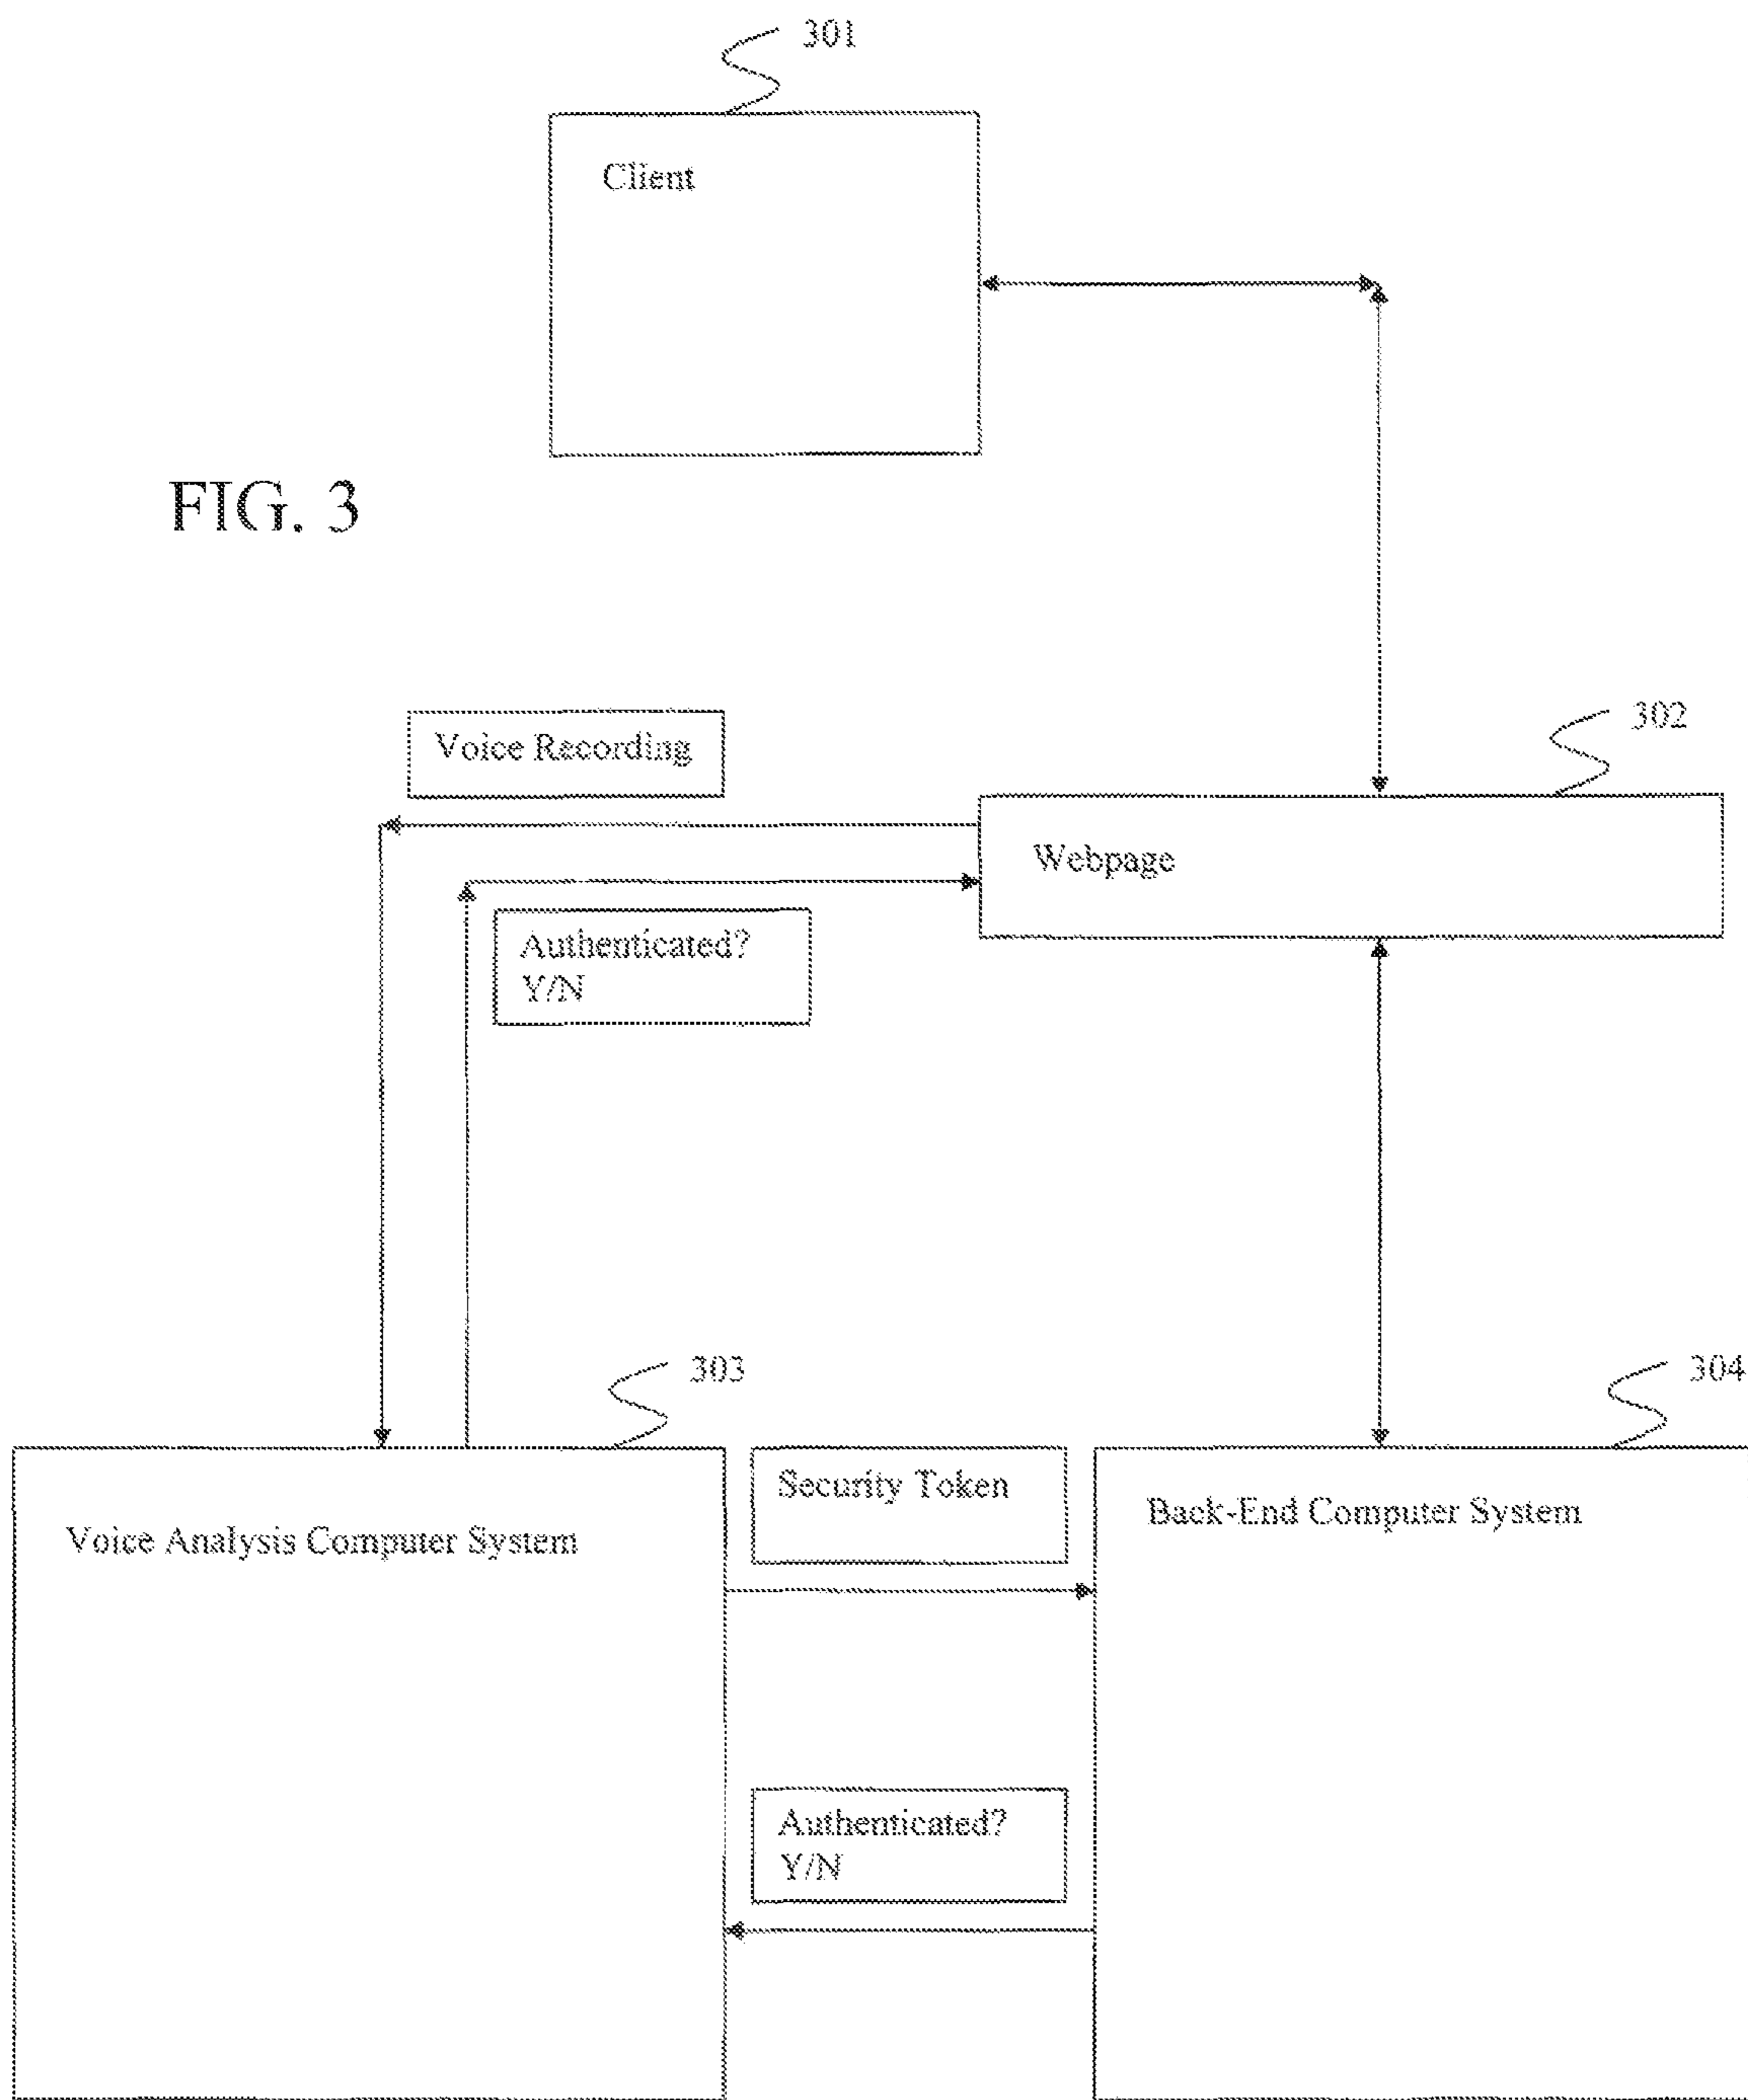 301
Client
FIG. 3
302
Voice Recording
Webpage
Authenticated?
Y/N
303
304
Security Token
Back-End Computer System
Voice Analysis Computer System
Authenticated?
Y/N